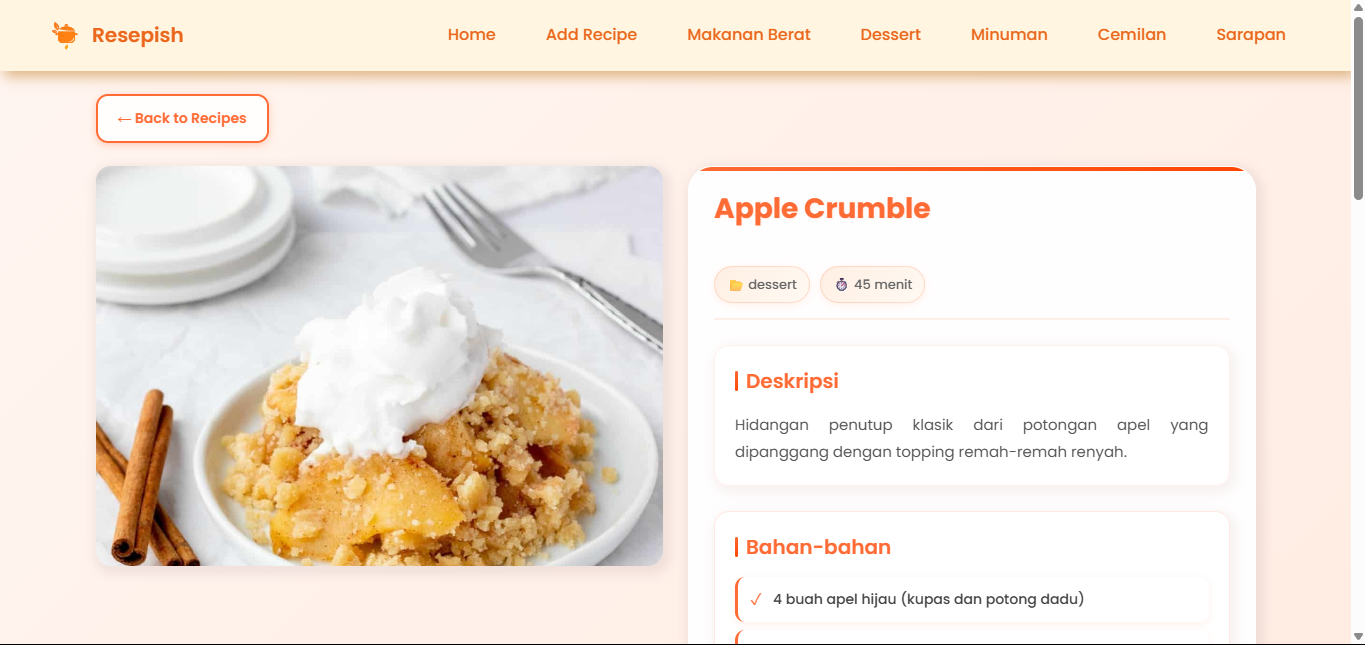 Resepish
Home Add Recipe Makanan Berat Dessert Minuman Cemilan Sarapan
← Back to Recipes
Apple Crumble
dessert 45 menit
Deskripsi
Hidangan penutup klasik dari potongan apel yang
dipanggang dengan topping remah-remah renyah.
Bahan-bahan
✓ 4 buah apel hijau (kupas dan potong dadu)